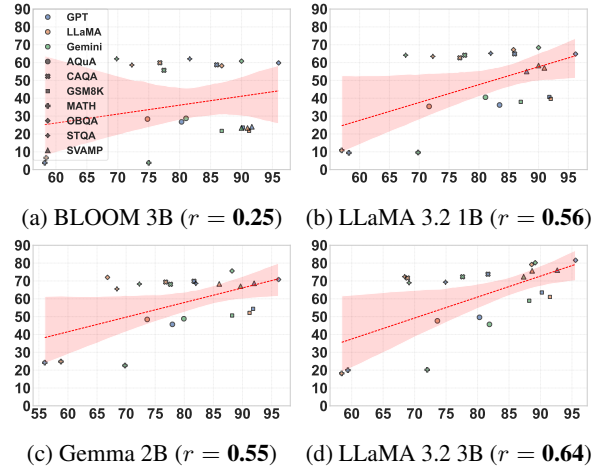 90
80
70
60
50
40
30
20
10
0
60 65 70 75 80 85 90 95
GPT
LLaMA
Gemini
AQuA
CAQA
GSM8K
MATH
OBQA
STQA
SVAMP
(a) BLOOM 3B (r = 0.25)
90
80
70
60
50
40
30
20
10
0
60 65 70 75 80 85 90 95
(b) LLaMA 3.2 1B (r = 0.56)
90
80
70
60
50
40
30
20
10
0
55 60 65 70 75 80 85 90 95
(c) Gemma 2B (r = 0.55)
90
80
70
60
50
40
30
20
10
0
60 65 70 75 80 85 90 95
(d) LLaMA 3.2 3B (r = 0.64)